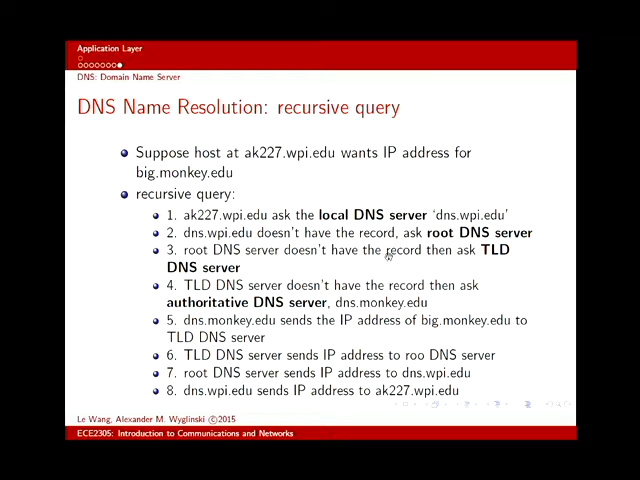 Application Layer
DNS: Domain Name Server
DNS Name Resolution: recursive query
Suppose host at ak227.wpi.edu wants IP address for
big.monkey.edu
recursive query:
1. ak227.wpi.edu ask the local DNS server 'dns.wpi.edu'
2. dns.wpi.edu doesn't have the record, ask root DNS server
3. root DNS server doesn't have the record then ask TLD
DNS server
4. TLD DNS server doesn't have the record then ask
authoritative DNS server, dns.monkey.edu
5. dns.monkey.edu sends the IP address of big.monkey.edu to
TLD DNS server
6. TLD DNS server sends IP address to roo DNS server
7. root DNS server sends IP address to dns.wpi.edu
8. dns.wpi.edu sends IP address to ak227.wpi.edu
Le Wang, Alexander M. Wyglinski ©2015
ECE2305: Introduction to Communications and Networks